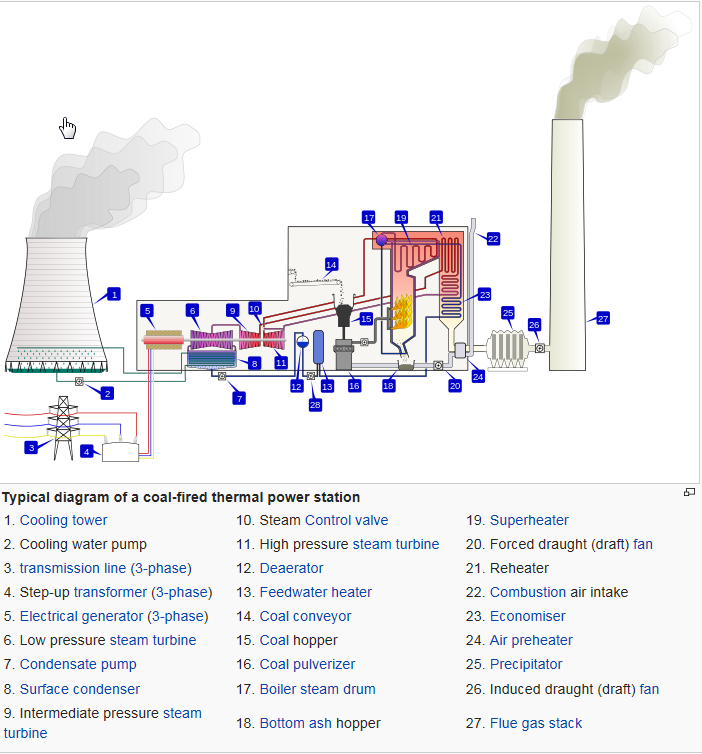 17
19
21
22
14
1
23
10
5
6
9
15
25
26
27
8
11
2
7
12
13
16
18
20
24
28
3
4
Typical diagram of a coal-fired thermal power station
1. Cooling tower
2. Cooling water pump
3. transmission line (3-phase)
4. Step-up transformer (3-phase)
5. Electrical generator (3-phase)
6. Low pressure steam turbine
7. Condensate pump
8. Surface condenser
9. Intermediate pressure steam
turbine
10. Steam Control valve
11. High pressure steam turbine
12. Deaerator
13. Feedwater heater
14. Coal conveyor
15. Coal hopper
16. Coal pulverizer
17. Boiler steam drum
18. Bottom ash hopper
19. Superheater
20. Forced draught (draft) fan
21. Reheater
22. Combustion air intake
23. Economiser
24. Air preheater
25. Precipitator
26. Induced draught (draft) fan
27. Flue gas stack